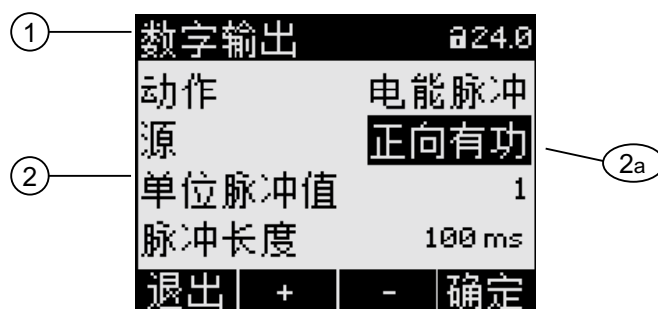 ① 数字输出 24.0
动作 电能脉冲
源 正向有功 2a
② 单位脉冲值 1
脉冲长度 100 ms
退出 + - 确定